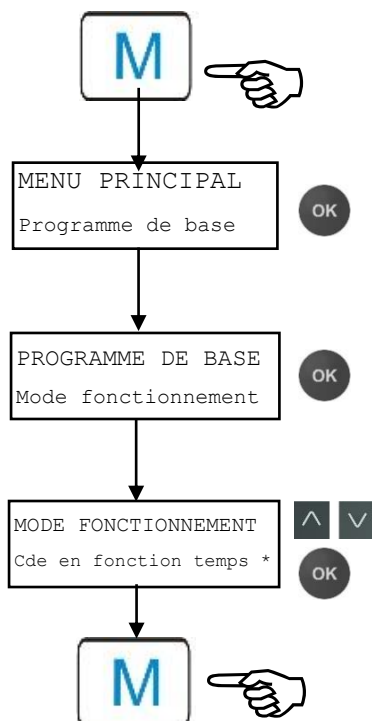 M
MENU PRINCIPAL
Programme de base
OK
PROGRAMME DE BASE
Mode fonctionnement
OK
MODE FONCTIONNEMENT
Cde en fonction temps *
OK
M